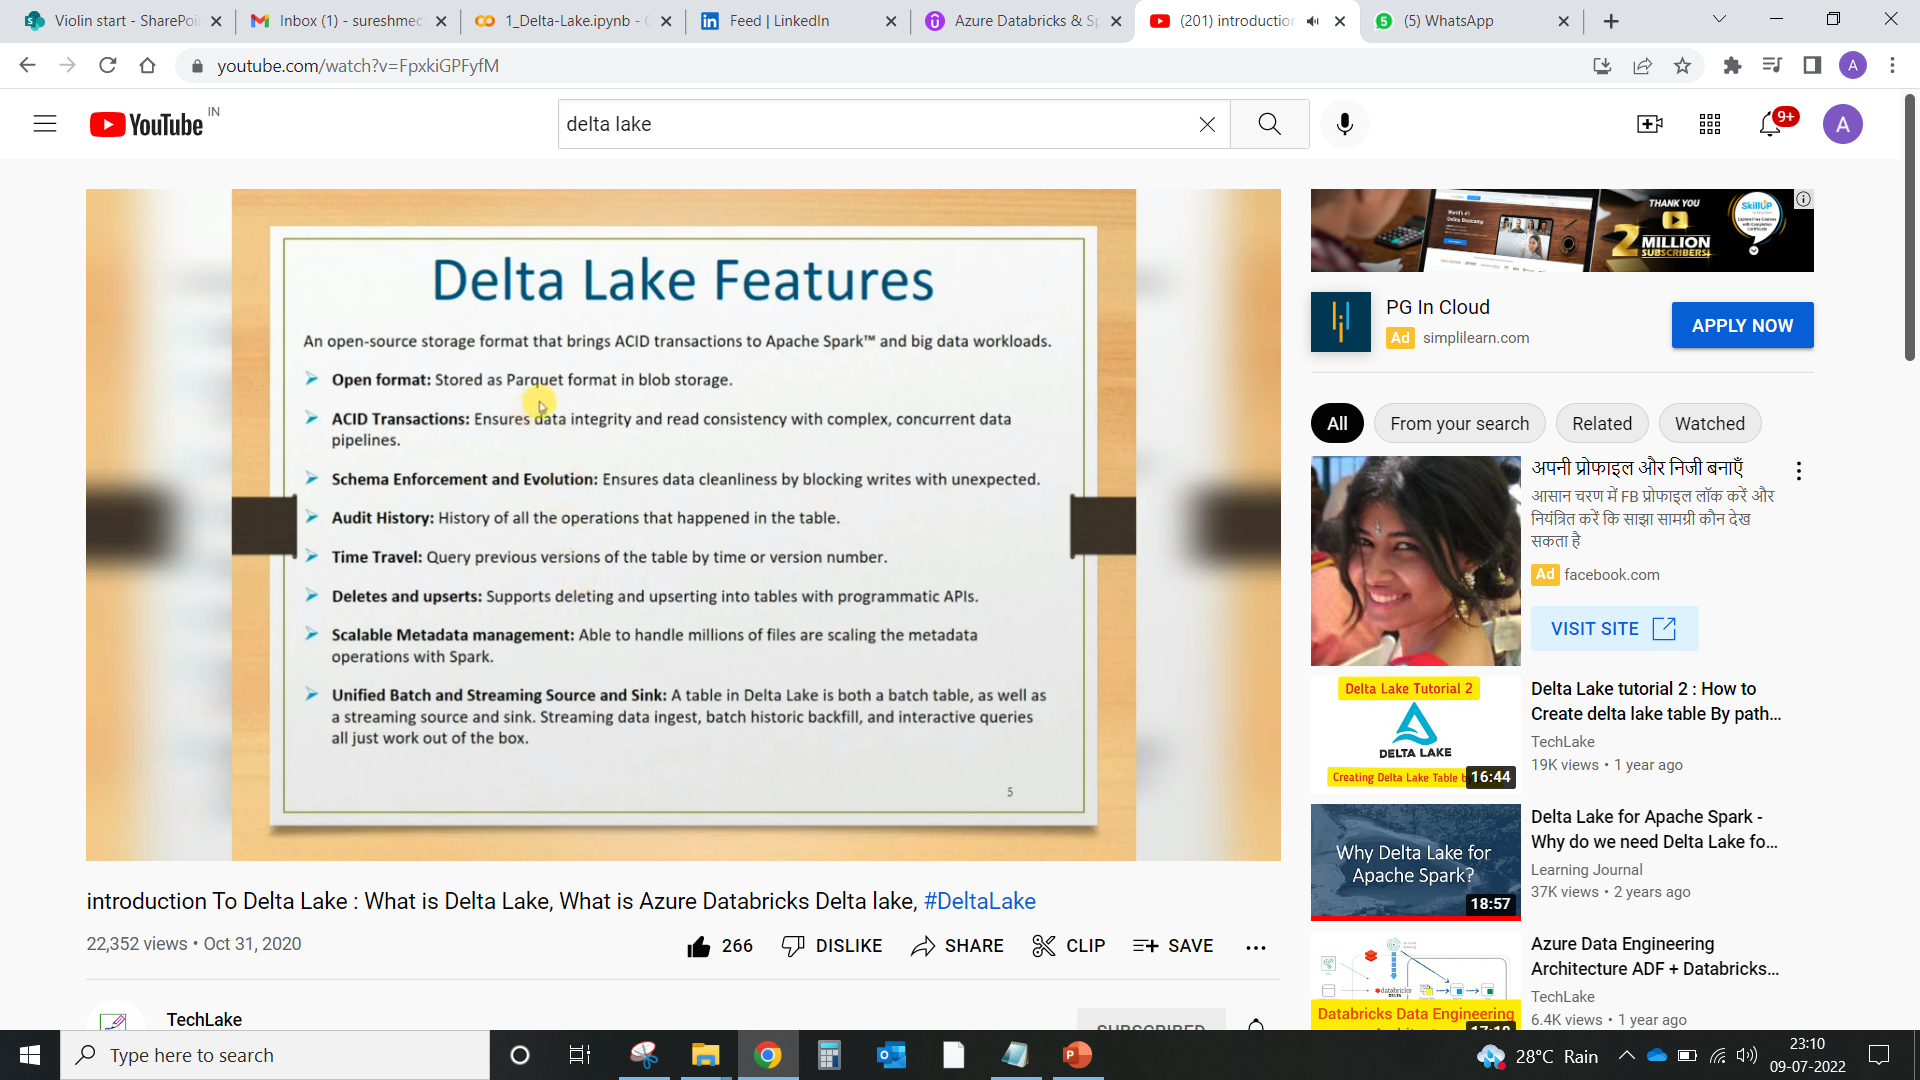 Violin start - SharePoi
Inbox (1) - sureshmec
1_Delta-Lake.ipynb -
Feed | LinkedIn
Azure Databricks & Sp
(201) introduction
(5) WhatsApp
youtube.com/watch?v=FpxkiGPFyfM
A
YouTube IN
delta lake
9+
A
Delta Lake Features
An open-source storage format that brings ACID transactions to Apache Spark™ and big data workloads.
Open format: Stored as Parquet format in blob storage.
ACID Transactions: Ensures data integrity and read consistency with complex, concurrent data
pipelines.
Schema Enforcement and Evolution: Ensures data cleanliness by blocking writes with unexpected.
Audit History: History of all the operations that happened in the table.
Time Travel: Query previous versions of the table by time or version number.
Deletes and upserts: Supports deleting and upserting into tables with programmatic APIs.
Scalable Metadata management: Able to handle millions of files are scaling the metadata
operations with Spark.
Unified Batch and Streaming Source and Sink: A table in Delta Lake is both a batch table, as well as
a streaming source and sink. Streaming data ingest, batch historic backfill, and interactive queries
all just work out of the box.
5
introduction To Delta Lake : What is Delta Lake, What is Azure Databricks Delta lake, #DeltaLake
22,352 views • Oct 31, 2020
266
DISLIKE
SHARE
CLIP
SAVE
TechLake
SUBSCRIBED
THANK YOU
2 MILLION
SUBSCRIBERS!
SkillUP
PG In Cloud
Ad simplilearn.com
APPLY NOW
All
From your search
Related
Watched
अपनी प्रोफाइल और निजी बनाएँ
आसान चरण में FB प्रोफाइल लॉक करें और
नियंत्रित करें कि साझा सामग्री कौन देख
सकता है
Ad facebook.com
VISIT SITE
Delta Lake Tutorial 2
DELTA LAKE
Creating Delta Lake Table b
16:44
Delta Lake tutorial 2 : How to
Create delta lake table By path...
TechLake
19K views • 1 year ago
Why Delta Lake for
Apache Spark?
18:57
Delta Lake for Apache Spark -
Why do we need Delta Lake fo...
Learning Journal
37K views • 2 years ago
databricks
Databricks Data Engineering
17:18
Azure Data Engineering
Architecture ADF + Databricks...
TechLake
6.4K views • 1 year ago
Type here to search
28°C Rain
23:10
09-07-2022